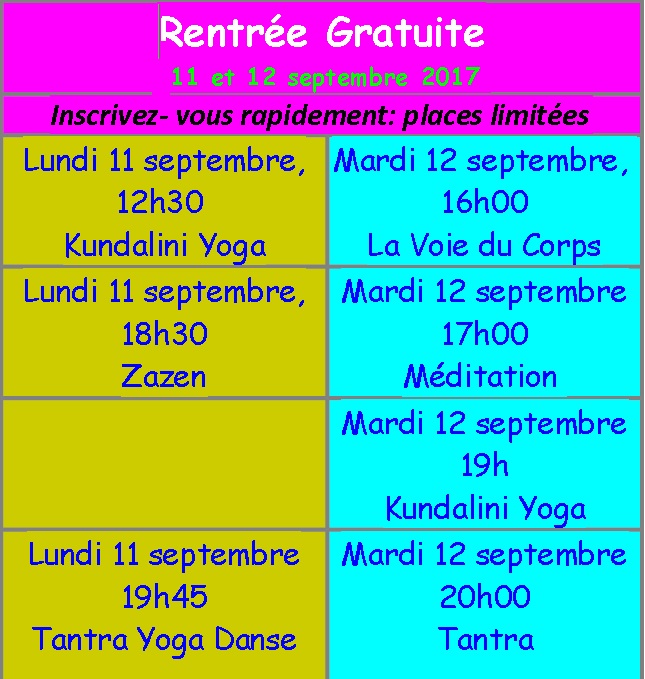 Rentrée Gratuite
11 et 12 septembre 2017
Inscrivez- vous rapidement: places limitées
Lundi 11 septembre,
12h30
Kundalini Yoga
Mardi 12 septembre,
16h00
La Voie du Corps
Lundi 11 septembre,
18h30
Zazen
Mardi 12 septembre
17h00
Méditation
Mardi 12 septembre
19h
Kundalini Yoga
Lundi 11 septembre
19h45
Tantra Yoga Danse
Mardi 12 septembre
20h00
Tantra